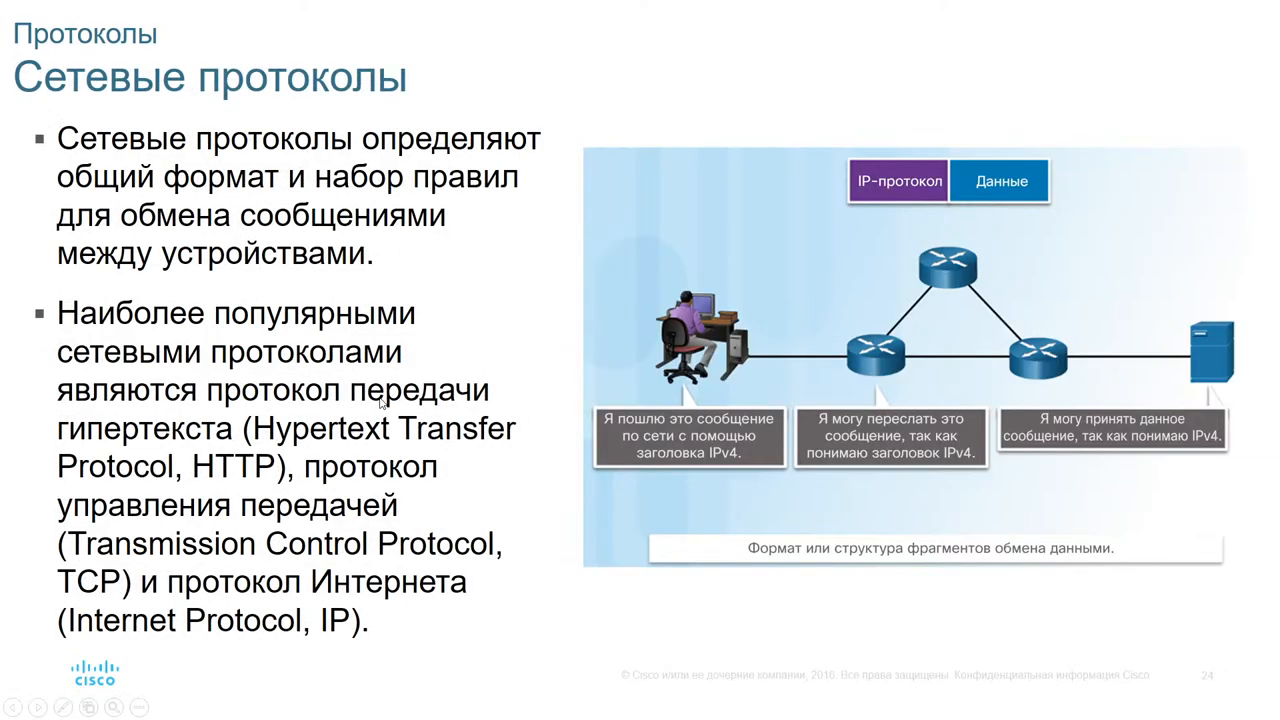 Протоколы
Сетевые протоколы
Сетевые протоколы определяют
общий формат и набор правил
для обмена сообщениями
между устройствами.
Наиболее популярными
сетевыми протоколами
являются протокол передачи
гипертекста (Hypertext Transfer
Protocol, HTTP), протокол
управления передачей
(Transmission Control Protocol,
TCP) и протокол Интернета
(Internet Protocol, IP).
IP-протокол
Данные
Я пошлю это сообщение
по сети с помощью
заголовка IPv4.
Я могу переслать это
сообщение, так как
понимаю заголовок IPv4.
Я могу принять данное
сообщение, так как понимаю IPv4.
Формат или структура фрагментов обмена данными.
CISCO
© Cisco и/или ее дочерние компании, 2016. Все права защищены. Конфиденциальная информация Cisco
24